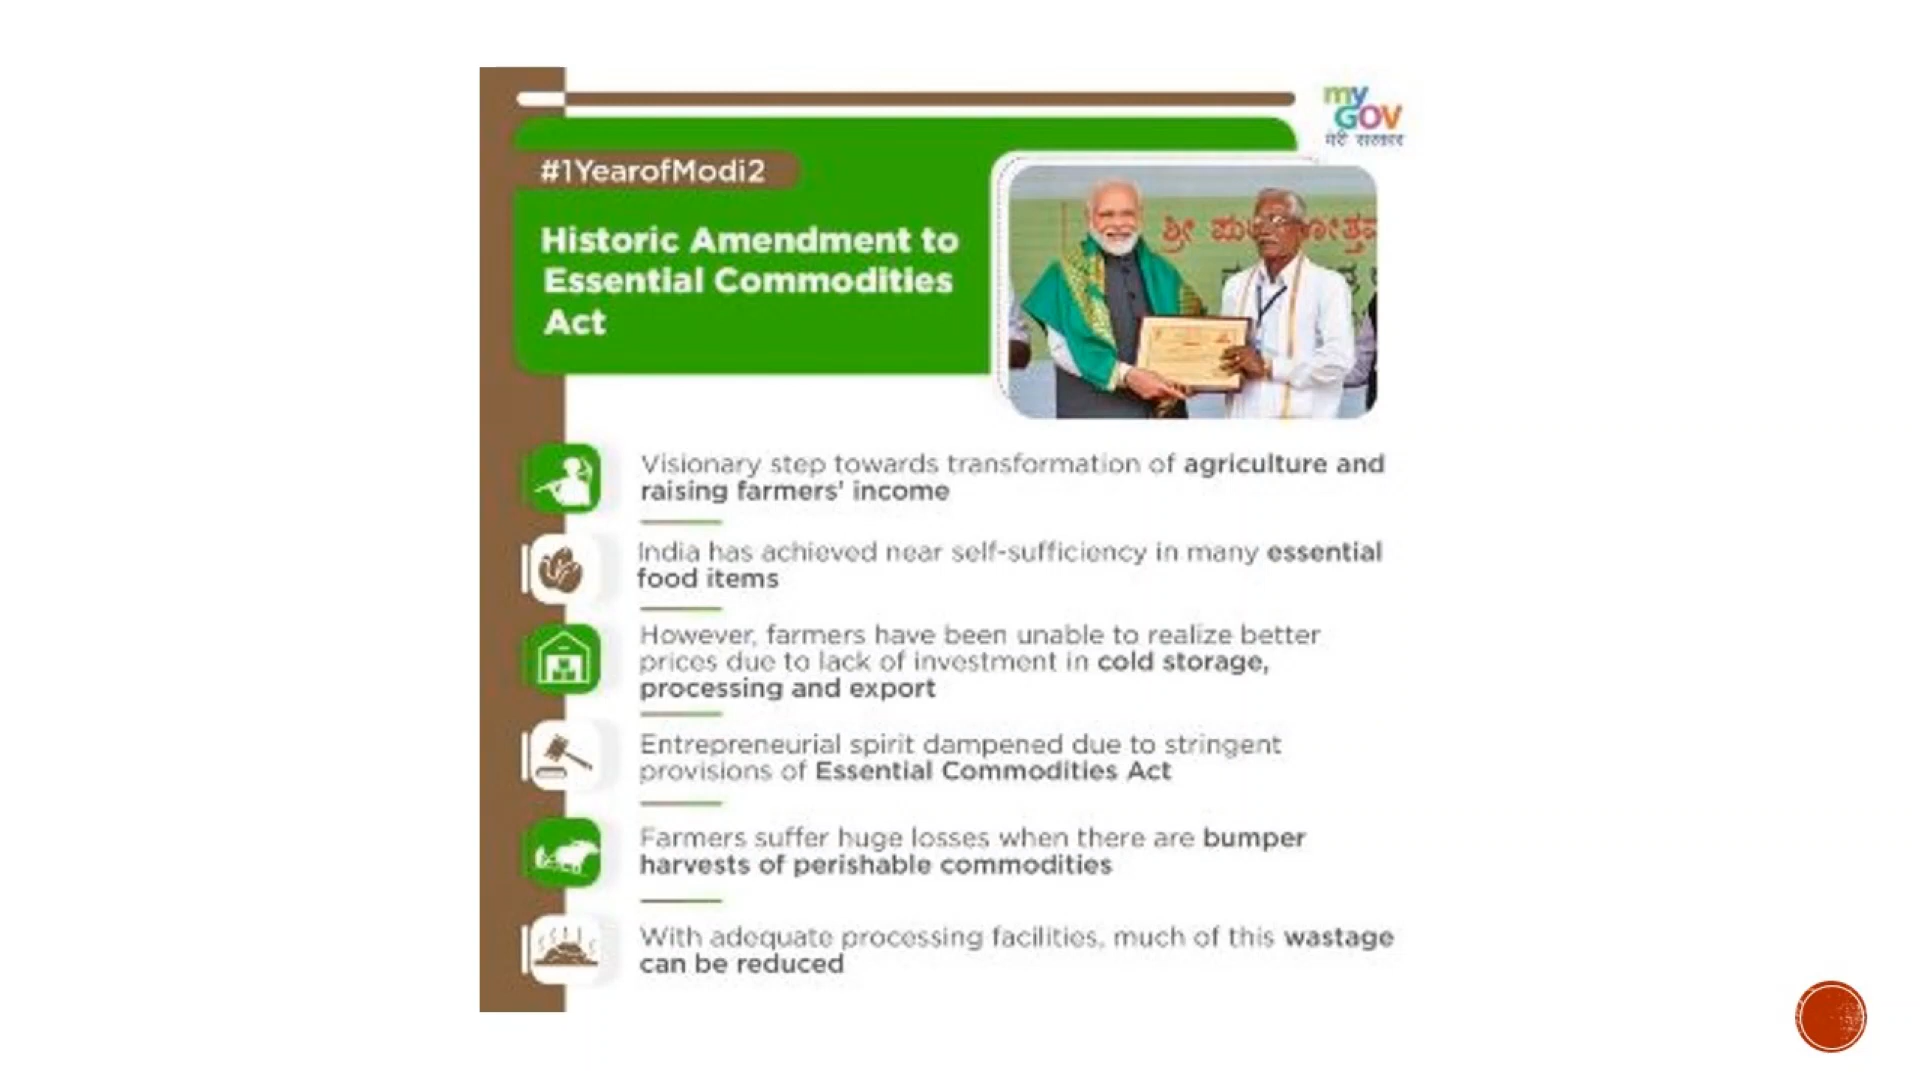 my
GOV
मेरी सरकार
#1YearofModi2
Historic Amendment to
Essential Commodities
Act
ಶ್ರೀ
Visionary step towards transformation of agriculture and
raising farmers' income
India has achieved near self-sufficiency in many essential
food items
However, farmers have been unable to realize better
prices due to lack of investment in cold storage,
processing and export
Entrepreneurial spirit dampened due to stringent
provisions of Essential Commodities Act
Farmers suffer huge losses when there are bumper
harvests of perishable commodities
With adequate processing facilities, much of this wastage
can be reduced